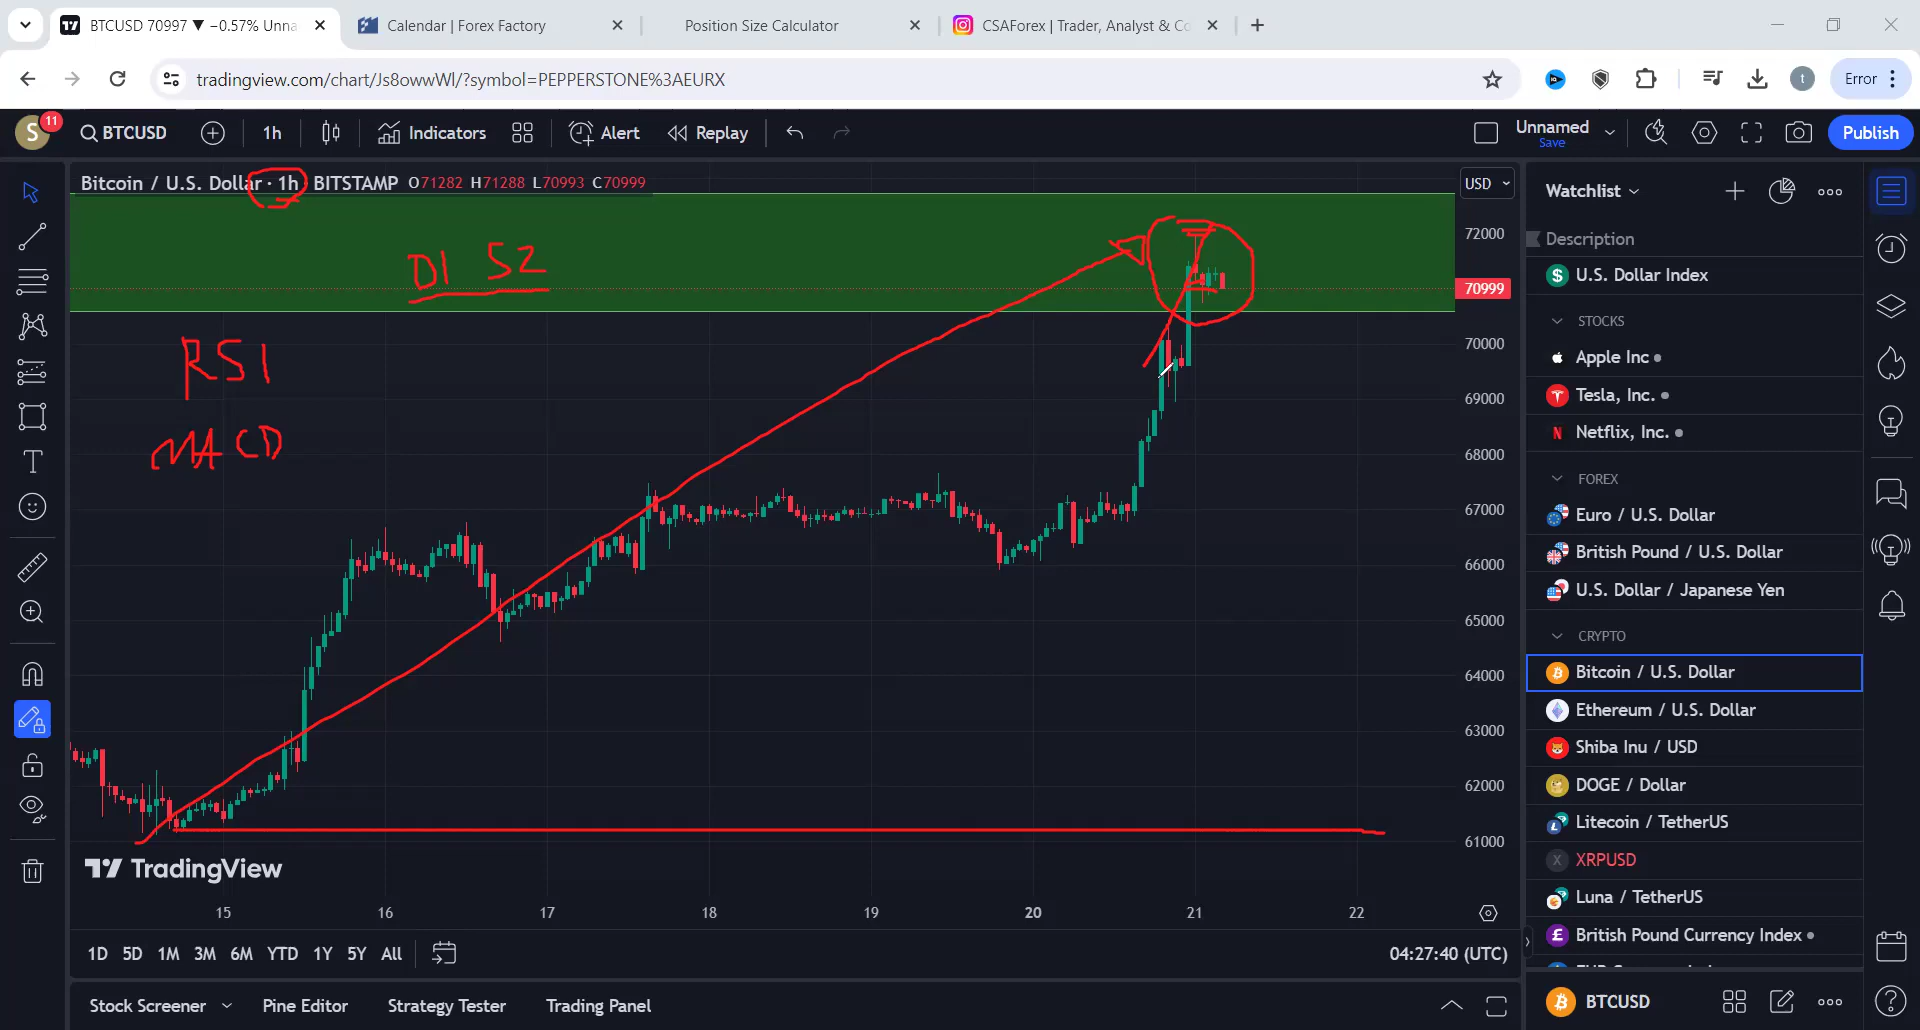 BTCUSD 70997 ▼ −0.57% Unna
Calendar | Forex Factory
Position Size Calculator
CSAForex | Trader, Analyst & Co
tradingview.com/chart/Js8owwWl/?symbol=PEPPERSTONE%3AEURX
t
Error
S
11
BTCUSD
1h
Indicators
Alert
Replay
Unnamed
Save
Publish
Bitcoin / U.S. Dollar · 1h
BITSTAMP
O71282 H71288 L70993 C70999
USD
D1 S2
RSI
MACD
72000
70999
70000
69000
68000
67000
66000
65000
64000
63000
62000
61000
TradingView
15
16
17
18
19
20
21
22
1D
5D
1M
3M
6M
YTD
1Y
5Y
All
04:27:40 (UTC)
Stock Screener
Pine Editor
Strategy Tester
Trading Panel
Watchlist
Description
U.S. Dollar Index
STOCKS
Apple Inc
Tesla, Inc.
Netflix, Inc.
FOREX
Euro / U.S. Dollar
British Pound / U.S. Dollar
U.S. Dollar / Japanese Yen
CRYPTO
Bitcoin / U.S. Dollar
Ethereum / U.S. Dollar
Shiba Inu / USD
DOGE / Dollar
Litecoin / TetherUS
XRPUSD
Luna / TetherUS
British Pound Currency Index
BTCUSD